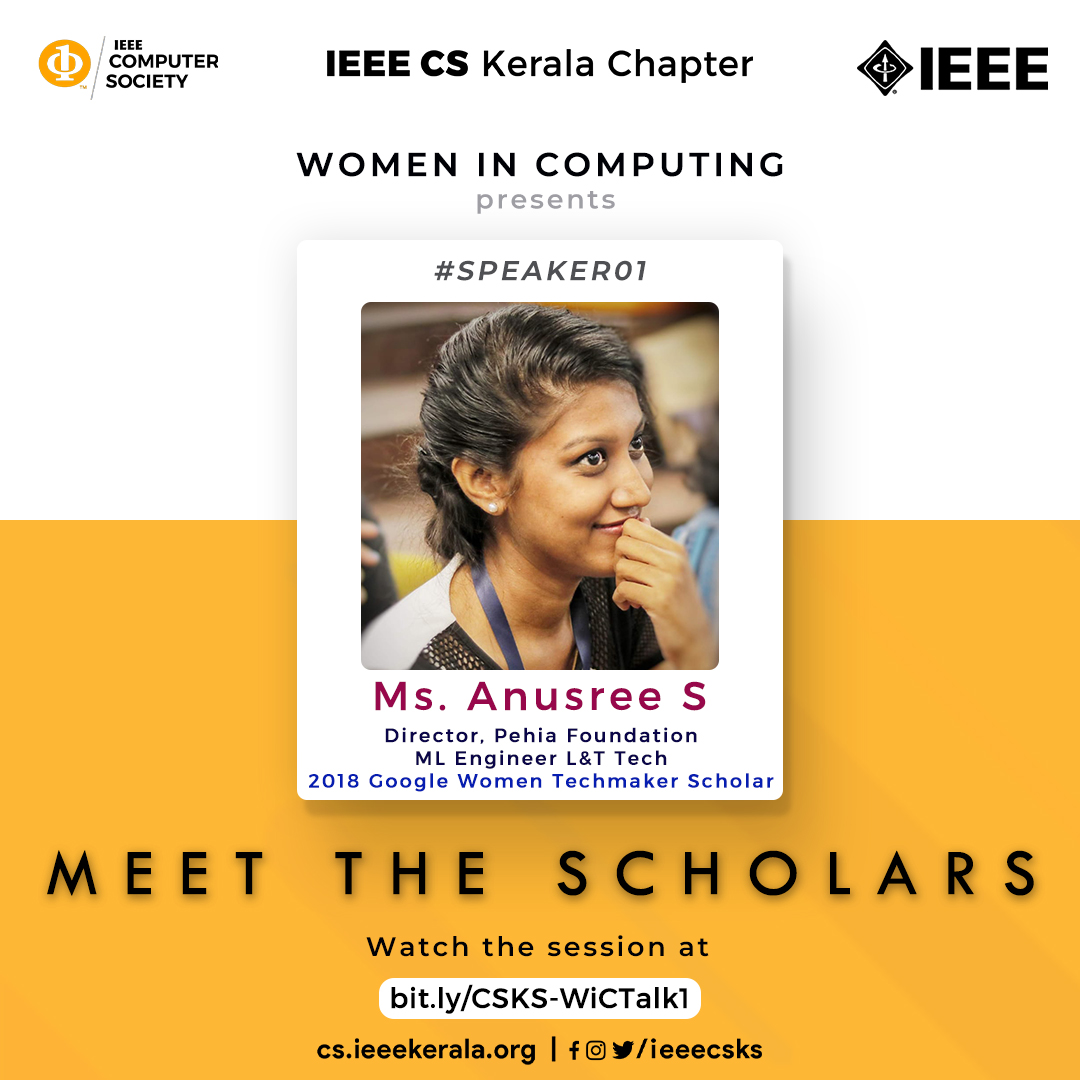 IEEE
COMPUTER
SOCIETY
IEEE CS Kerala Chapter
IEEE
WOMEN IN COMPUTING
presents
#SPEAKER01
Ms. Anusree S
Director, Pehia Foundation
ML Engineer L&T Tech
2018 Google Women Techmaker Scholar
MEET THE SCHOLARS
Watch the session at
bit.ly/CSKS-WiCTalk1
cs.ieeekerala.org | /ieeecsks